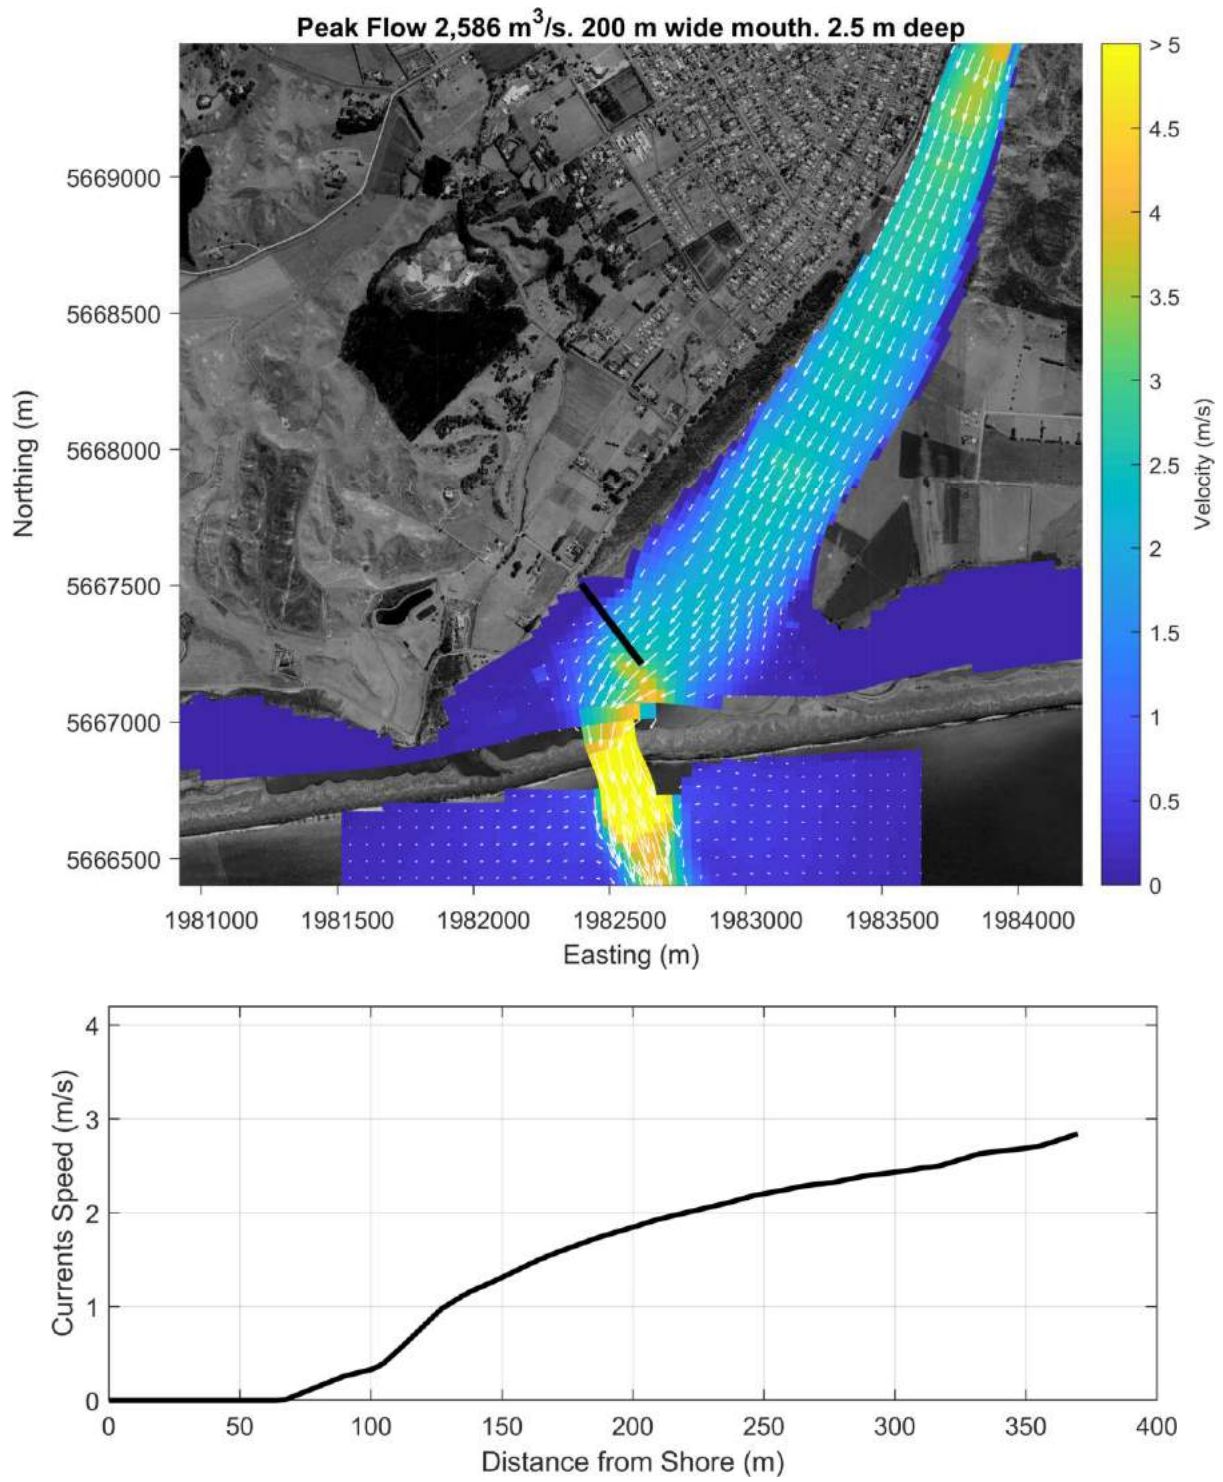 Peak Flow 2,586 m³/s. 200 m wide mouth. 2.5 m deep
> 5
4.5
4
3.5
3
2.5
2
1.5
1
0.5
0
Velocity (m/s)
5669000
5668500
5668000
5667500
5667000
5666500
Northing (m)
1981000 1981500 1982000 1982500 1983000 1983500 1984000
Easting (m)
4
3
2
1
0
Currents Speed (m/s)
0 50 100 150 200 250 300 350 400
Distance from Shore (m)